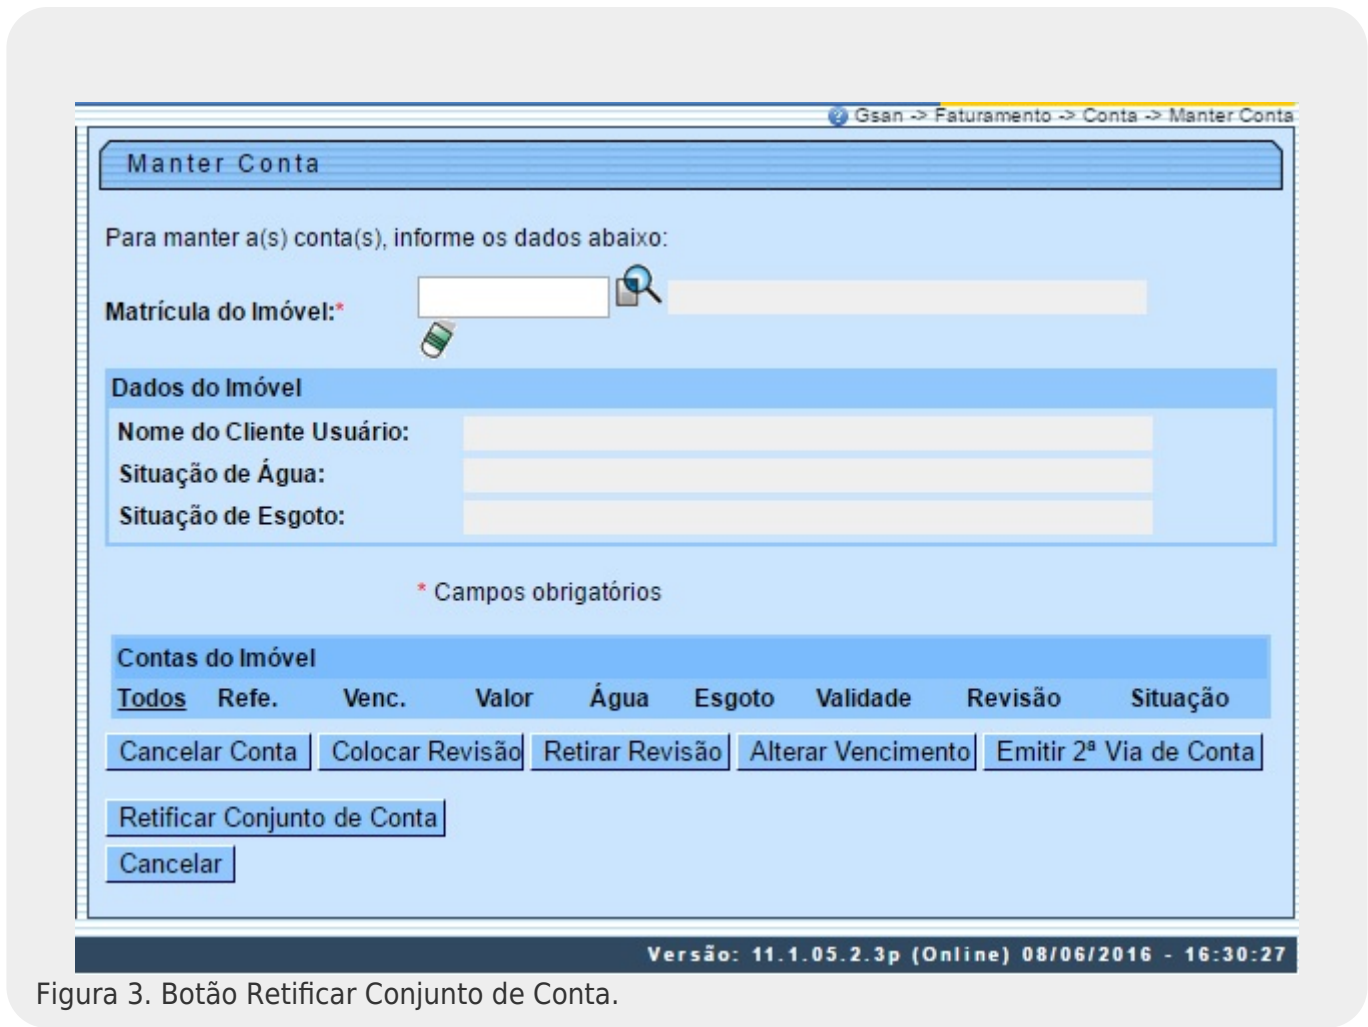 Gsan -> Faturamento -> Conta -> Manter Conta
Manter Conta
Para manter a(s) conta(s), informe os dados abaixo:
Matrícula do Imóvel:*
Dados do Imóvel
Nome do Cliente Usuário:
Situação de Água:
Situação de Esgoto:
* Campos obrigatórios
Contas do Imóvel
Todos Refe. Venc. Valor Água Esgoto Validade Revisão Situação
Cancelar Conta Colocar Revisão Retirar Revisão Alterar Vencimento Emitir 2ª Via de Conta
Retificar Conjunto de Conta
Cancelar
Versão: 11.1.05.2.3p (Online) 08/06/2016 - 16:30:27
Figura 3. Botão Retificar Conjunto de Conta.